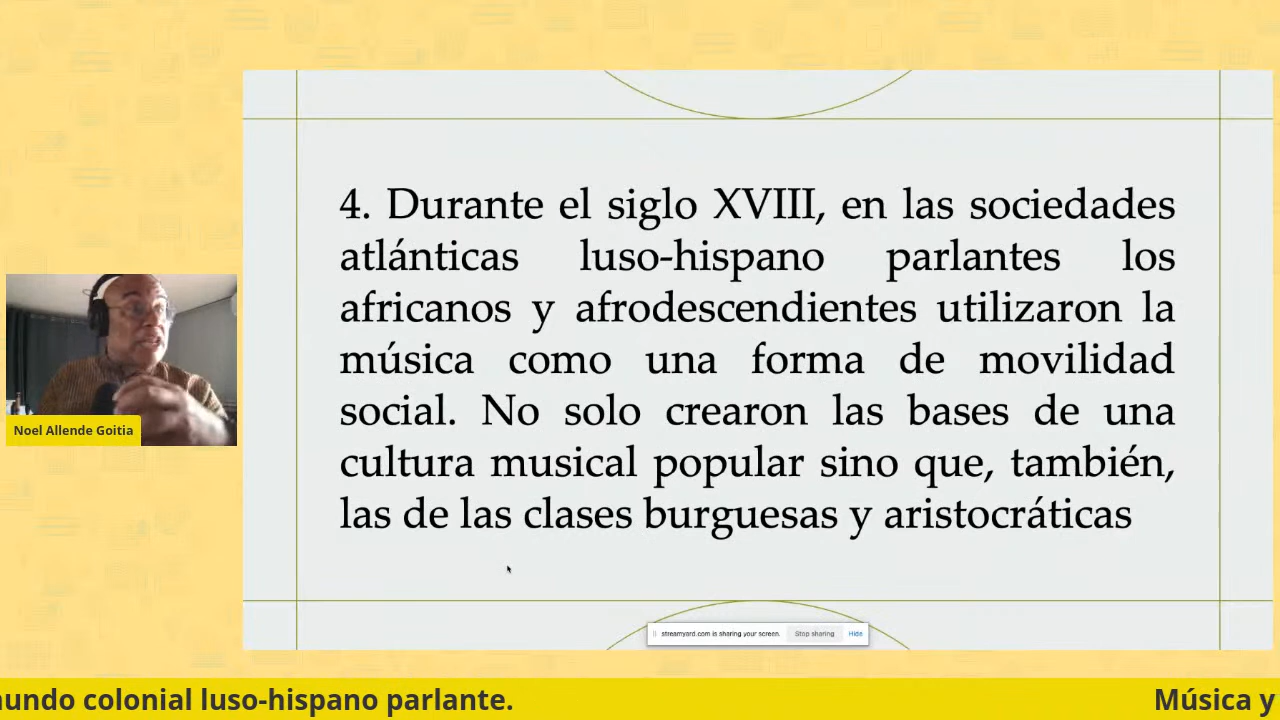 4. Durante el siglo XVIII, en las sociedades
atlánticas luso-hispano parlantes los
africanos y afrodescendientes utilizaron la
música como una forma de movilidad
social. No solo crearon las bases de una
cultura musical popular sino que, también,
las de las clases burguesas y aristocráticas
Noel Allende Goitia
streamyard.com is sharing your screen. Stop sharing Hide
undo colonial luso-hispano parlante. Música y